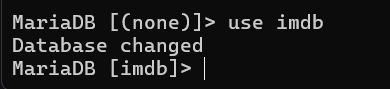 MariaDB [(none)]> use imdb
Database changed
MariaDB [imdb]>